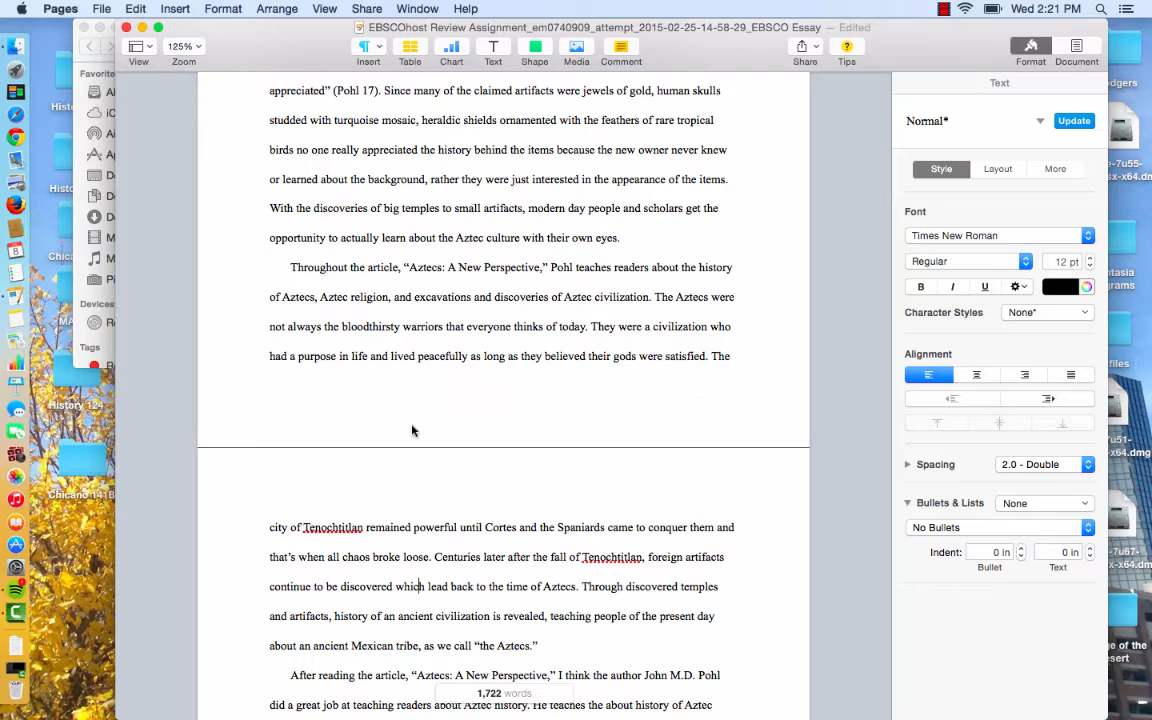 Pages File Edit Insert Format Arrange View Share Window Help Wed 2:21 PM
EBSCOhost Review Assignment_em0740909_attempt_2015-02-25-14-58-29_EBSCO Essay — Edited
125%
View Zoom Insert Table Chart Text Shape Media Comment Share Tips Format Document
Favorite
iC
Devices
Tags
History 124
Chicano 141B
appreciated” (Pohl 17). Since many of the claimed artifacts were jewels of gold, human skulls
studded with turquoise mosaic, heraldic shields ornamented with the feathers of rare tropical
birds no one really appreciated the history behind the items because the new owner never knew
or learned about the background, rather they were just interested in the appearance of the items.
With the discoveries of big temples to small artifacts, modern day people and scholars get the
opportunity to actually learn about the Aztec culture with their own eyes.
Throughout the article, “Aztecs: A New Perspective,” Pohl teaches readers about the history
of Aztecs, Aztec religion, and excavations and discoveries of Aztec civilization. The Aztecs were
not always the bloodthirsty warriors that everyone thinks of today. They were a civilization who
had a purpose in life and lived peacefully as long as they believed their gods were satisfied. The
city of Tenochtitlan remained powerful until Cortes and the Spaniards came to conquer them and
that’s when all chaos broke loose. Centuries later after the fall of Tenochtitlan, foreign artifacts
continue to be discovered which lead back to the time of Aztecs. Through discovered temples
and artifacts, history of an ancient civilization is revealed, teaching people of the present day
about an ancient Mexican tribe, as we call “the Aztecs.”
After reading the article, “Aztecs: A New Perspective,” I think the author John M.D. Pohl
did a great job at teaching readers about Aztec history. He teaches the about history of Aztec
1,722 words
Text
Normal*
Update
Style Layout More
Font
Times New Roman
Regular 12 pt
B I U
Character Styles None*
Alignment
Spacing 2.0 - Double
Bullets & Lists None
No Bullets
Indent: 0 in 0 in
Bullet Text